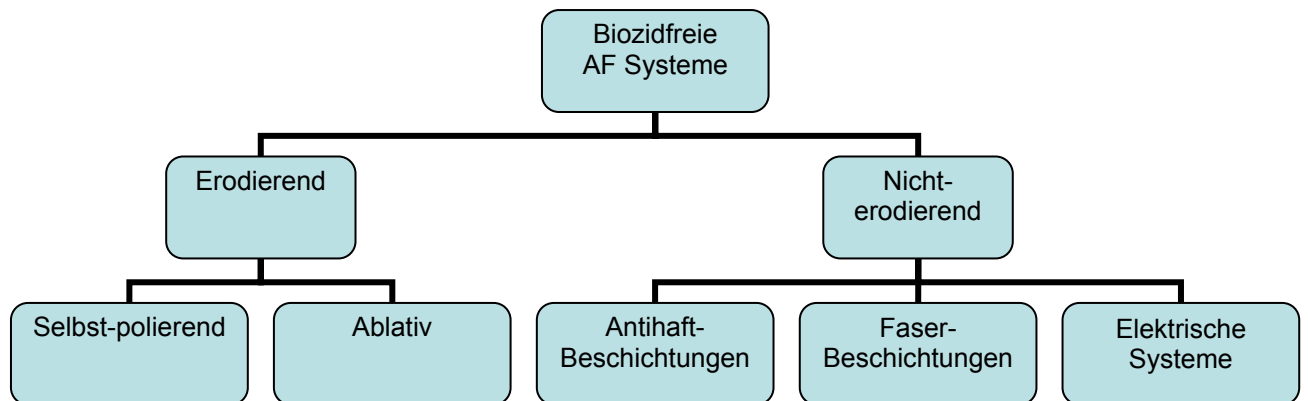 Biozidfreie
AF Systeme
Erodierend
Nicht-
erodierend
Selbst-polierend
Ablativ
Antihaft-
Beschichtungen
Faser-
Beschichtungen
Elektrische
Systeme